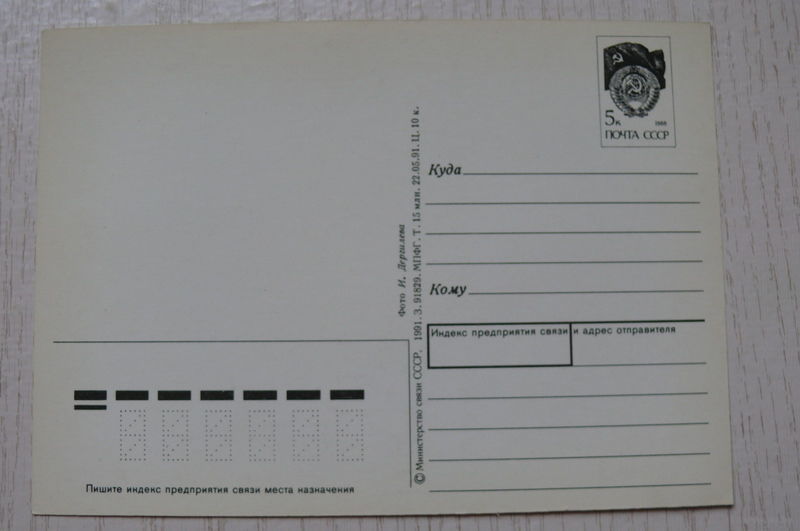 5к 1988
ПОЧТА СССР
Куда
Кому
Индекс предприятия связи и адрес отправителя
Фото И. Дергилева
© Министерство связи СССР, 1991. З. 91829. МПФГ. Т. 15 млн. 22.05.91. Ц. 10 к.
Пишите индекс предприятия связи места назначения